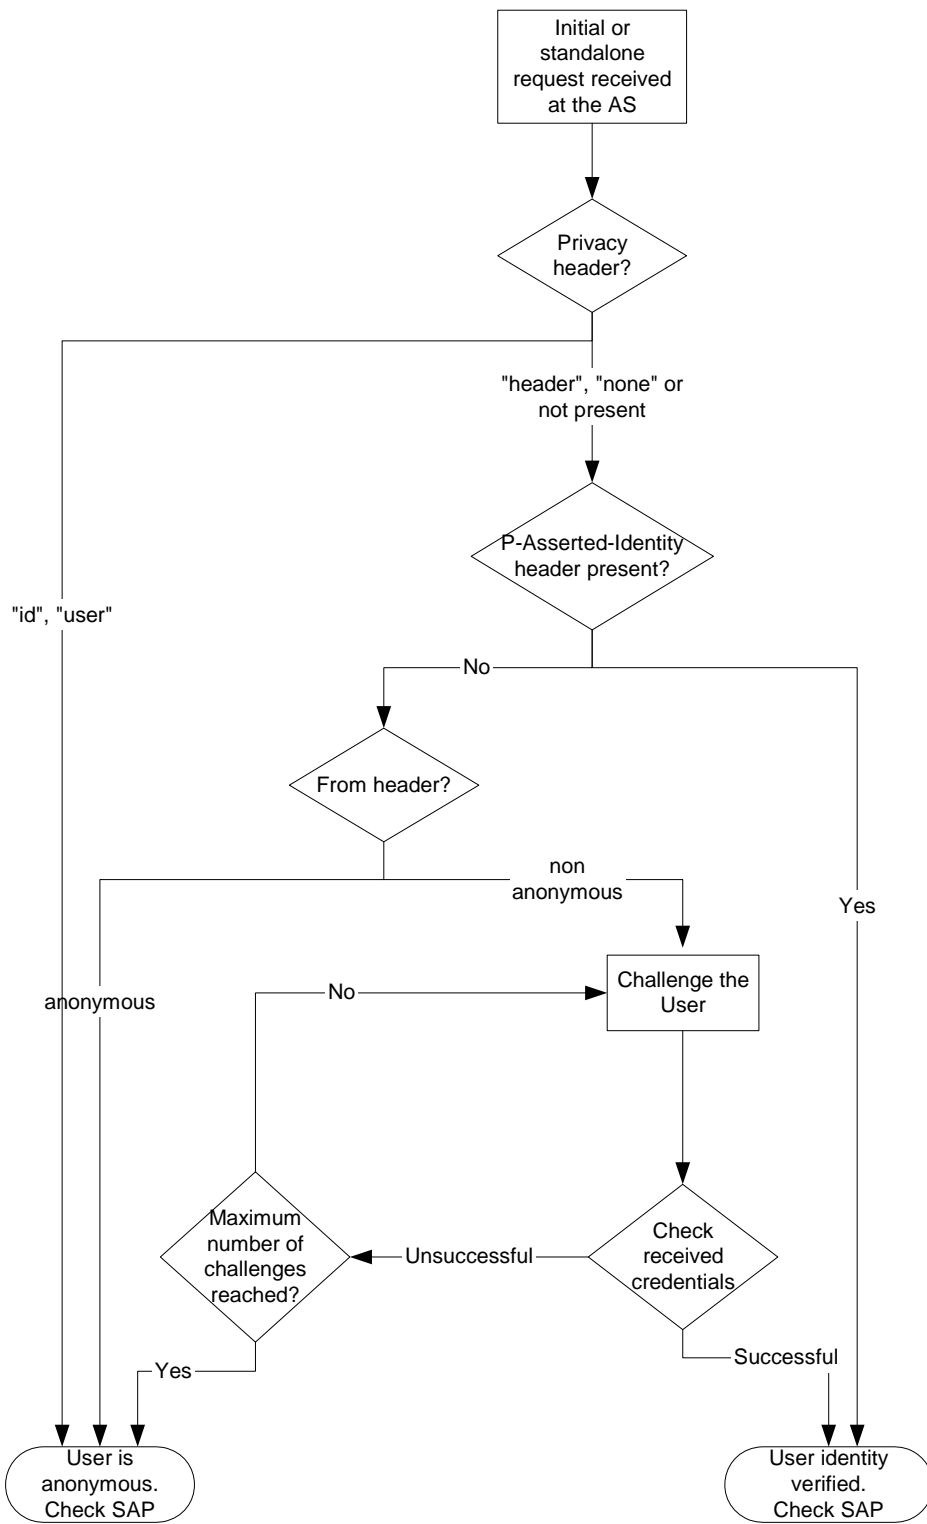 Initial or
standalone
request received
at the AS
Privacy
header?
"header", "none" or
not present
P-Asserted-Identity
header present?
"id", "user"
No
From header?
non
anonymous
Yes
anonymous
No
Challenge the
User
Maximum
number of
challenges
reached?
Unsuccessful
Check
received
credentials
Yes
Successful
User is
anonymous.
Check SAP
User identity
verified.
Check SAP